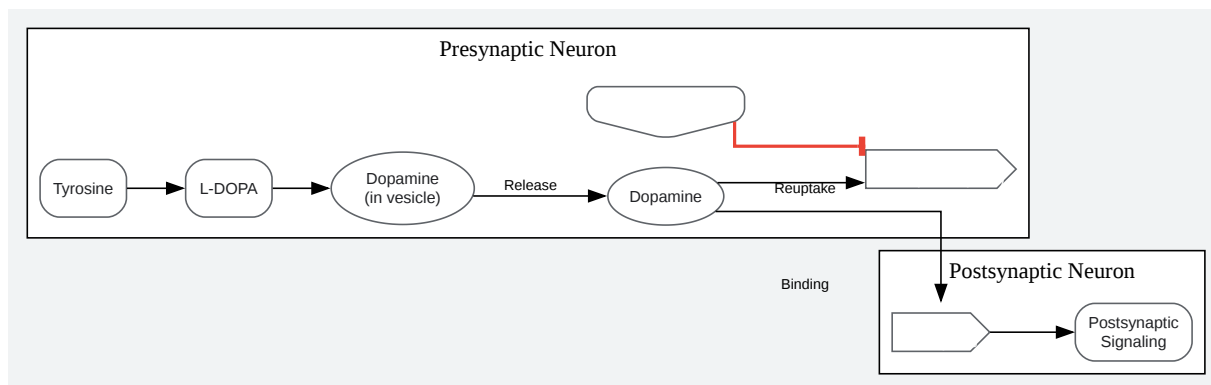 Presynaptic Neuron
Tyrosine
L-DOPA
Dopamine
(in vesicle)
Release
Dopamine
Reuptake
Binding
Postsynaptic Neuron
Postsynaptic
Signaling